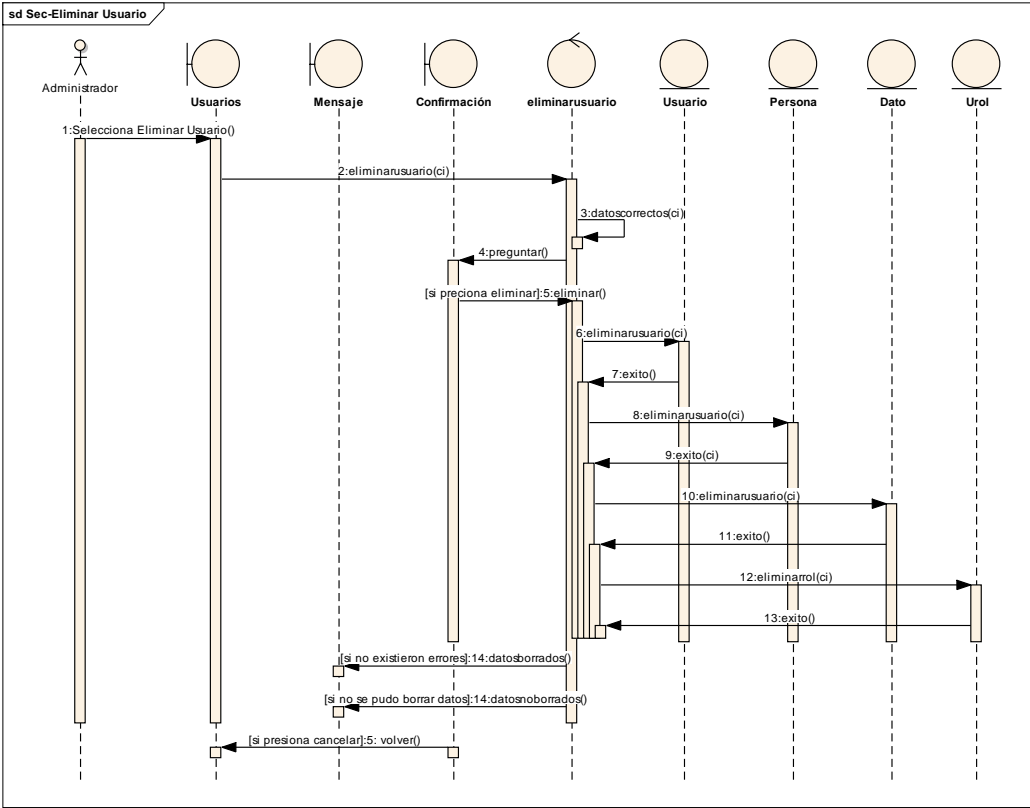 sd Sec-Eliminar Usuario
Administrador
Usuarios
Mensaje
Confirmación
eliminarusuario
Usuario
Persona
Dato
Urol
1:Selecciona Eliminar Usuario()
2:eliminarusuario(ci)
3:datoscorrectos(ci)
4:preguntar()
[si preciona eliminar]:5:eliminar()
6:eliminarusuario(ci)
7:exito()
8:eliminarusuario(ci)
9:exito(ci)
10:eliminarusuario(ci)
11:exito()
12:eliminarrol(ci)
13:exito()
[si no existieron errores]:14:datosborrados()
[si no se pudo borrar datos]:14:datosnoborrados()
[si presiona cancelar]:5: volver()